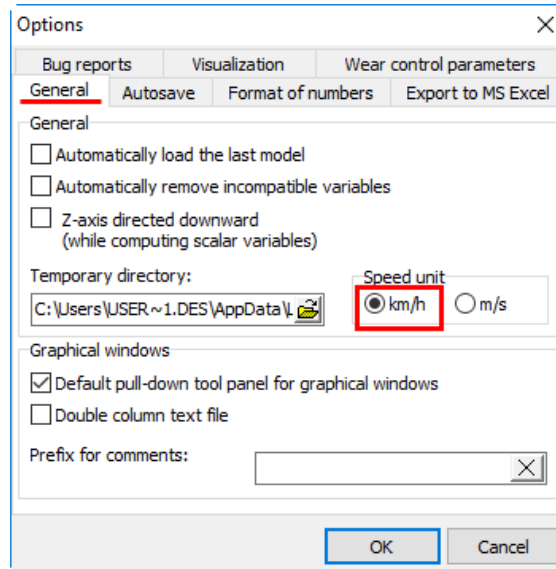 Options
Bug reports Visualization Wear control parameters
General Autosave Format of numbers Export to MS Excel
General
Automatically load the last model
Automatically remove incompatible variables
Z-axis directed downward
(while computing scalar variables)
Temporary directory: Speed unit
C:\Users\USER~1.DES\AppData\L km/h m/s
Graphical windows
Default pull-down tool panel for graphical windows
Double column text file
Prefix for comments:
OK Cancel